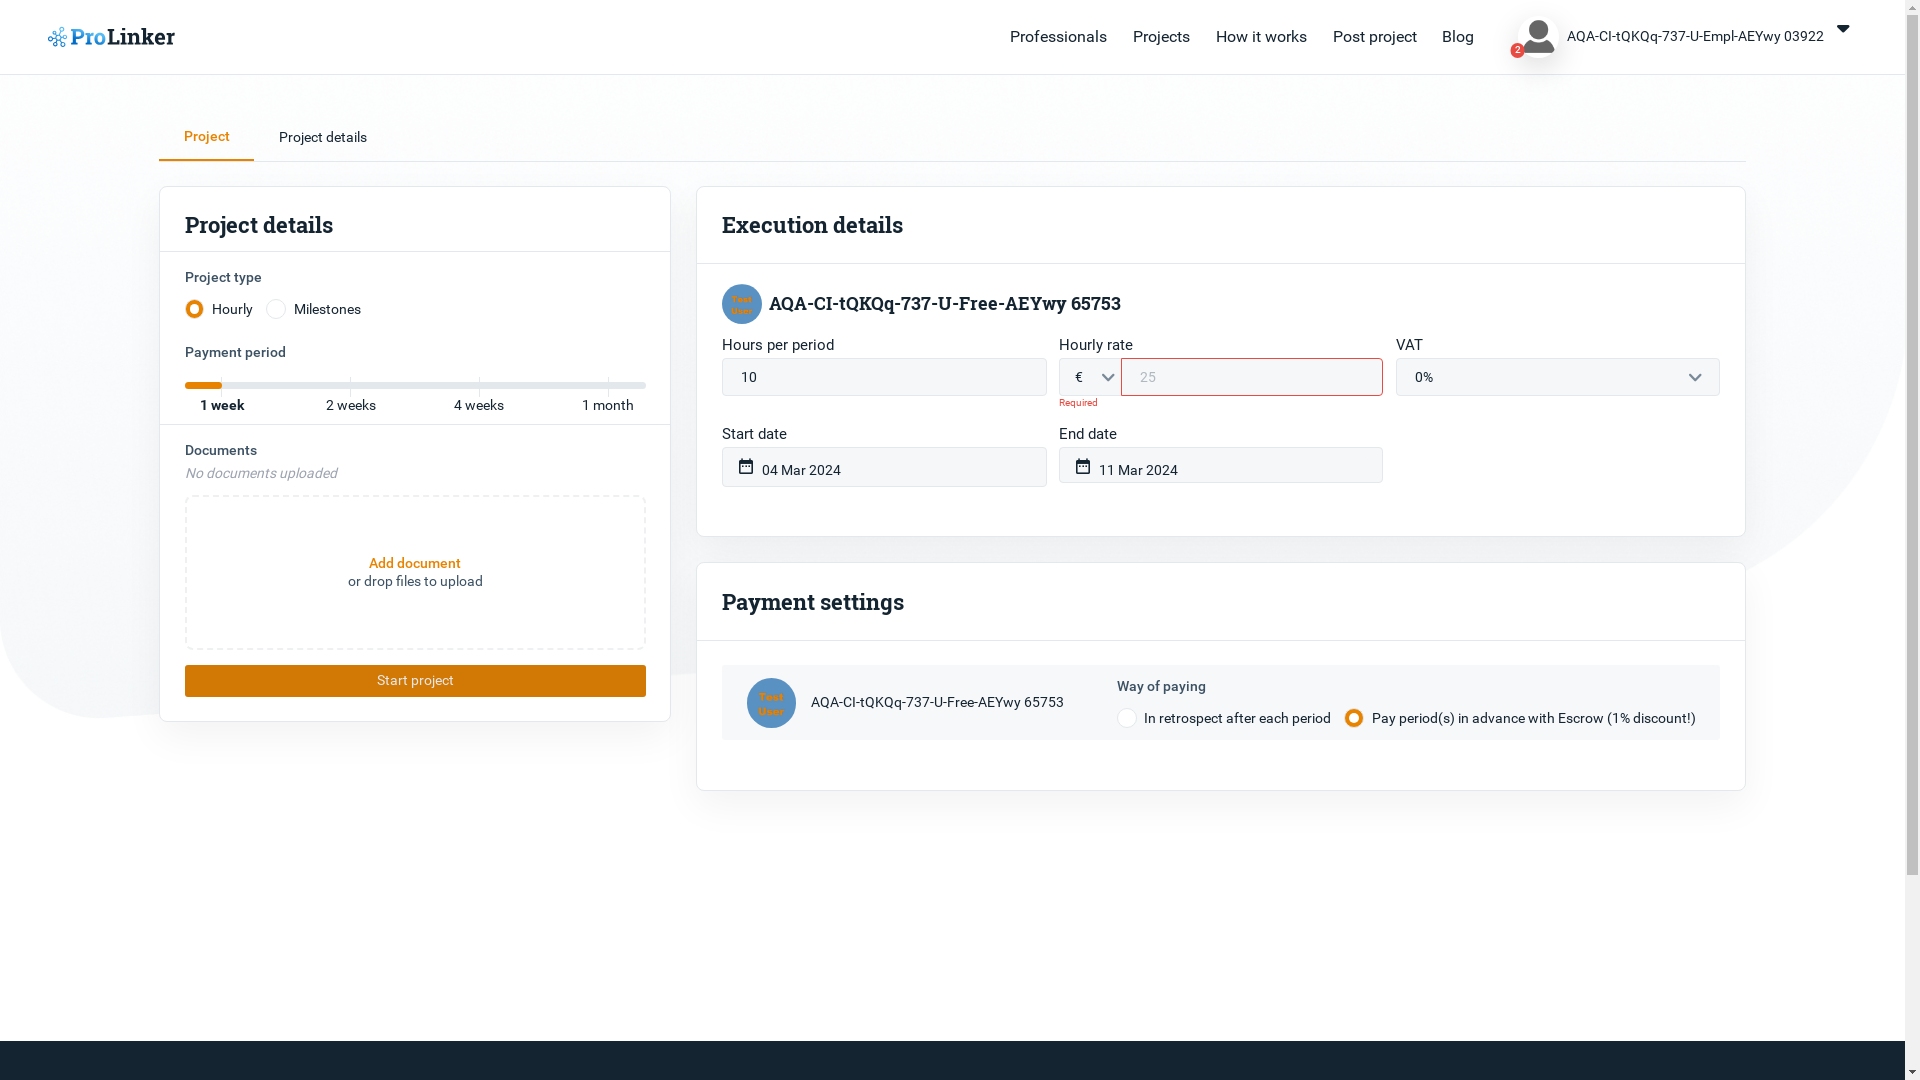 ProLinker
Professionals
Projects
How it works
Post project
Blog
2
AQA-CI-tQKQq-737-U-Empl-AEYwy 03922
Project
Project details
Project details
Project type
Hourly
Milestones
Payment period
1 week
2 weeks
4 weeks
1 month
Documents
No documents uploaded
Add document
or drop files to upload
Start project
Execution details
Test
User
AQA-CI-tQKQq-737-U-Free-AEYwy 65753
Hours per period
Hourly rate
VAT
10
€
25
0%
Required
Start date
End date
04 Mar 2024
11 Mar 2024
Payment settings
Test
User
AQA-CI-tQKQq-737-U-Free-AEYwy 65753
Way of paying
In retrospect after each period
Pay period(s) in advance with Escrow (1% discount!)